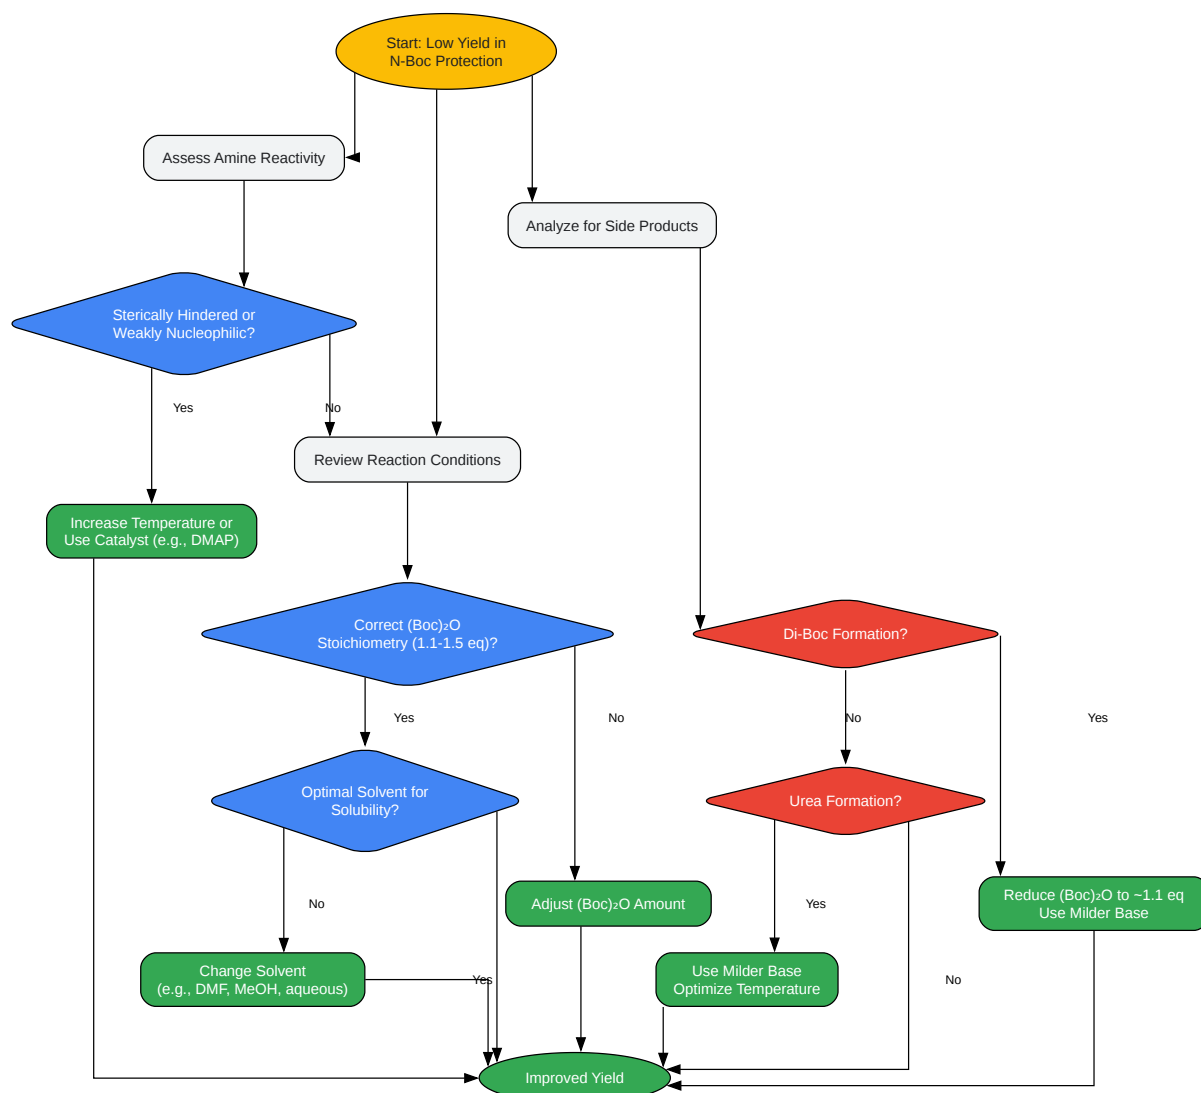 Start: Low Yield in
N-Boc Protection
Assess Amine Reactivity
Analyze for Side Products
Sterically Hindered or
Weakly Nucleophilic?
Yes
No
Review Reaction Conditions
Increase Temperature or
Use Catalyst (e.g., DMAP)
Correct (Boc)₂O
Stoichiometry (1.1-1.5 eq)?
Di-Boc Formation?
Yes
No
No
Yes
Optimal Solvent for
Solubility?
Urea Formation?
No
Adjust (Boc)₂O Amount
Yes
Reduce (Boc)₂O to ~1.1 eq
Use Milder Base
Change Solvent
(e.g., DMF, MeOH, aqueous)
Yes
Use Milder Base
Optimize Temperature
No
Improved Yield